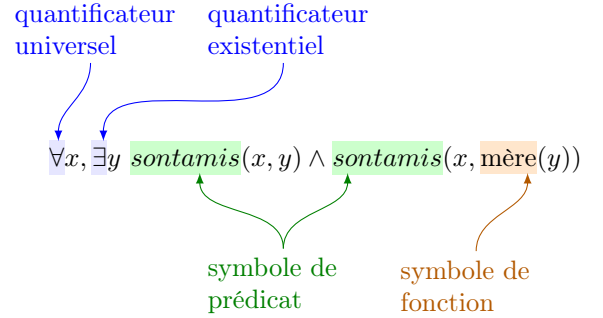 quantificateur
universel
quantificateur
existentiel
∀x, ∃y sontamis(x, y) ∧ sontamis(x, mère(y))
symbole de
prédicat
symbole de
fonction